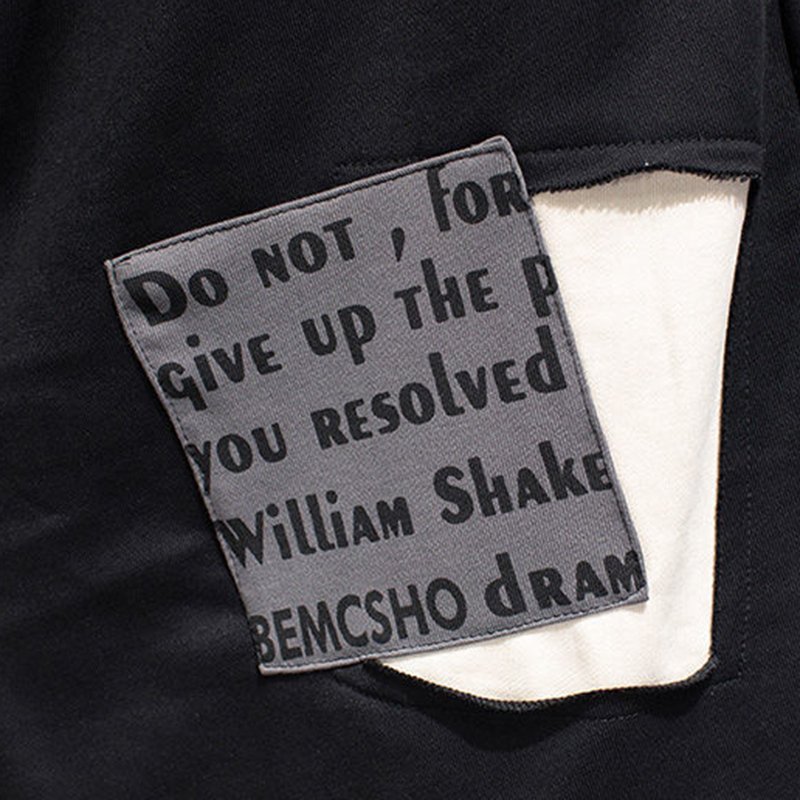 Do NOT , foR
GiVE UP THE p
yOU RESOlvEd
William ShAKE
BEMCSHO dRAM